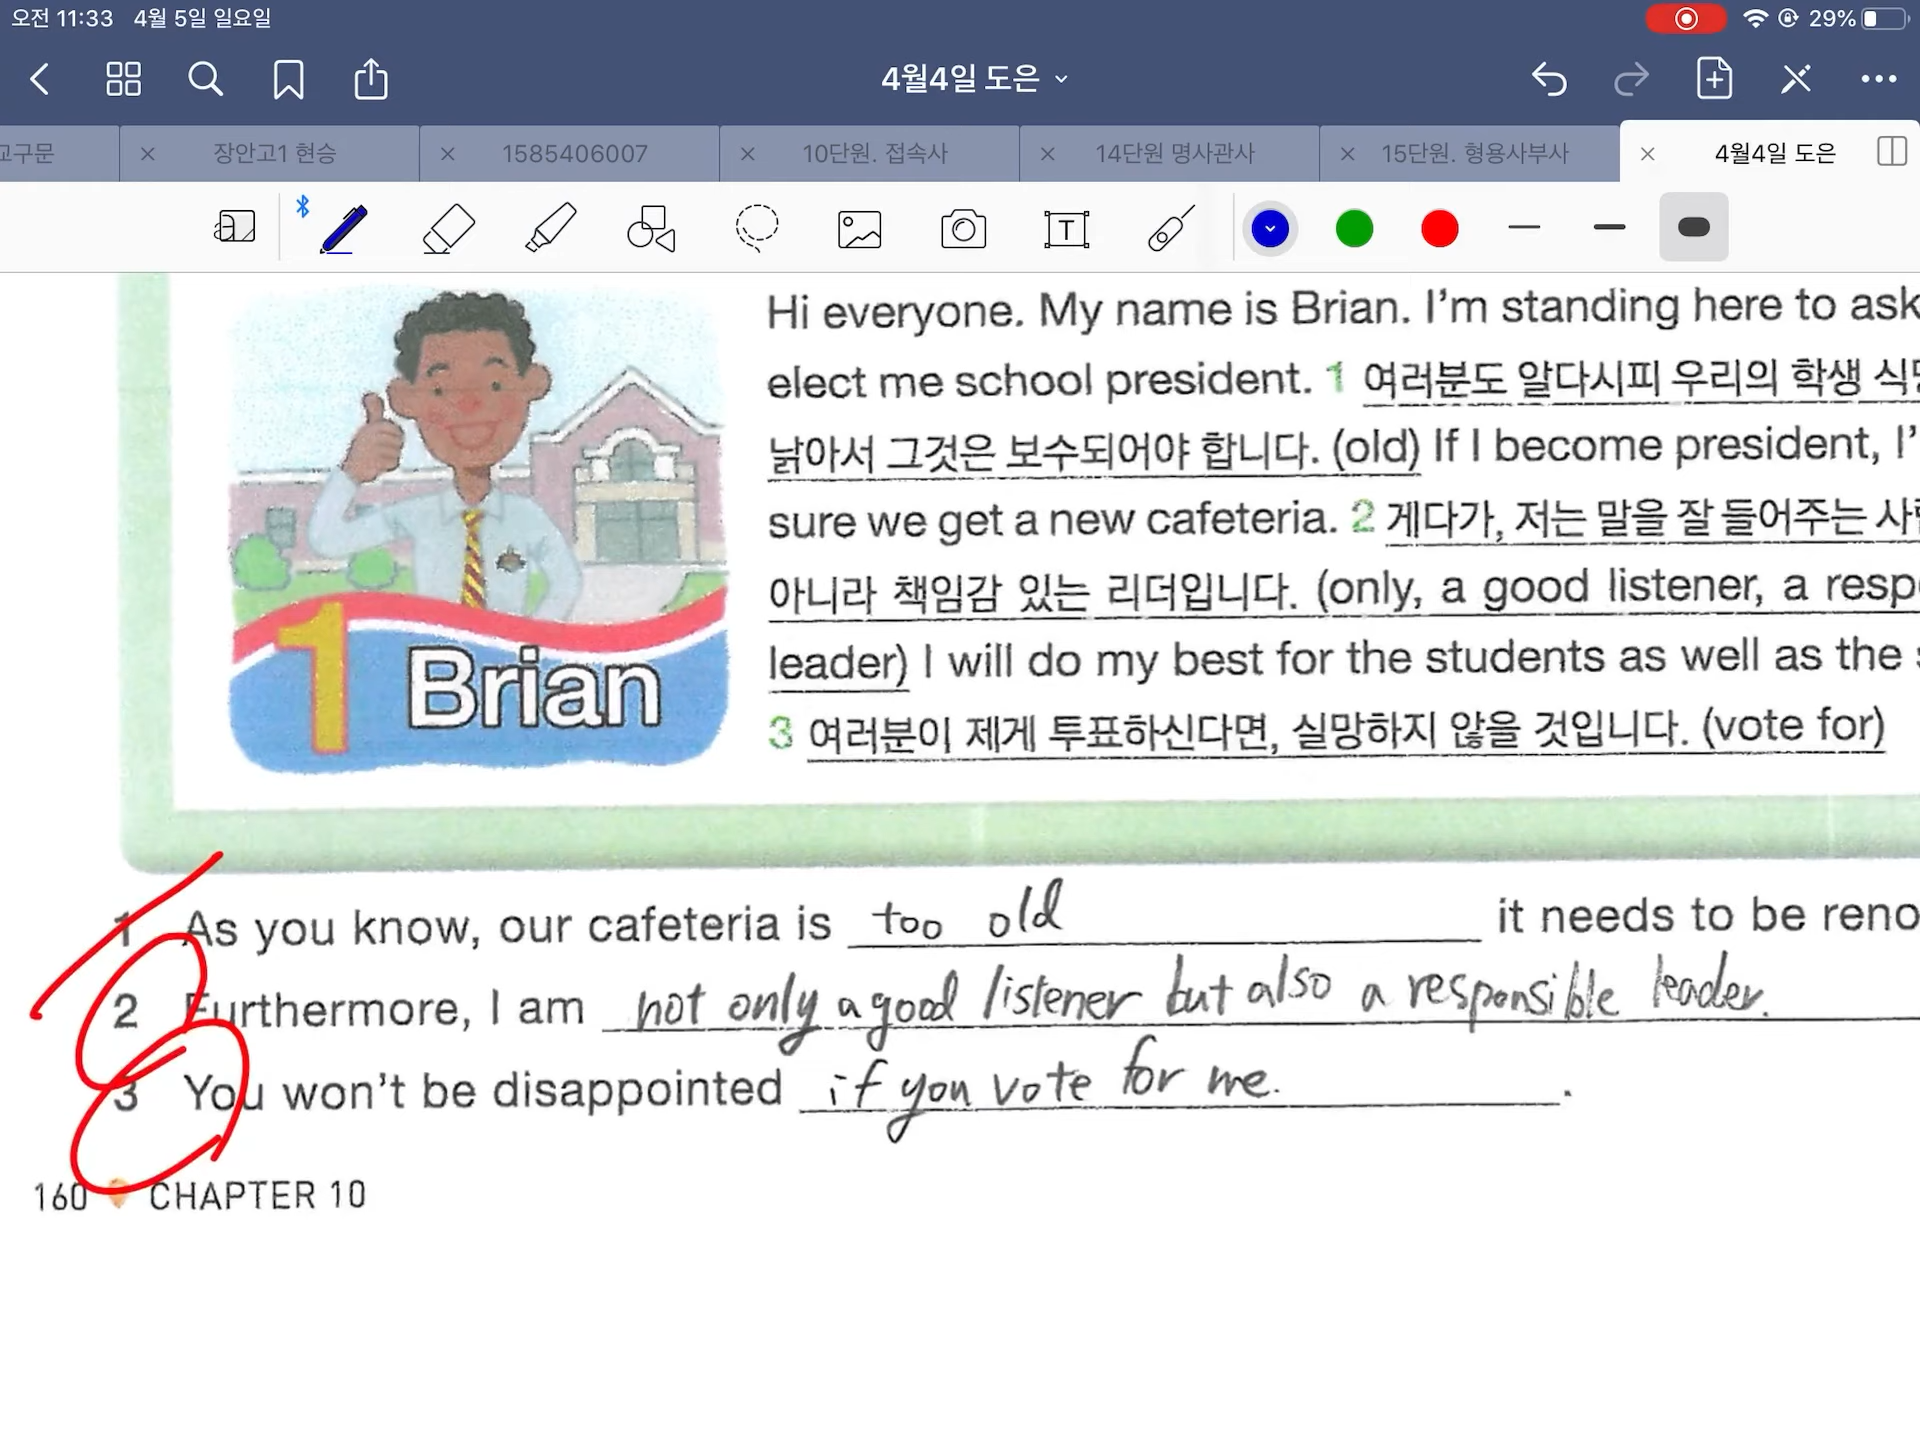 오전 11:33 4월 5일 일요일 29%
4월4일 도은
교구문 장안고1 현승 1585406007 10단원. 접속사 14단원 명사관사 15단원. 형용사부사 4월4일 도은
Hi everyone. My name is Brian. I'm standing here to ask
elect me school president. 1 여러분도 알다시피 우리의 학생 식
낡아서 그것은 보수되어야 합니다. (old) If I become president, I'
sure we get a new cafeteria. 2 게다가, 저는 말을 잘 들어주는 사
아니라 책임감 있는 리더입니다. (only, a good listener, a resp
leader) I will do my best for the students as well as the
3 여러분이 제게 투표하신다면, 실망하지 않을 것입니다. (vote for)
1 Brian
1 As you know, our cafeteria is too old it needs to be reno
2 Furthermore, I am not only a good listener but also a responsible leader.
3 You won't be disappointed if you vote for me. .
160 CHAPTER 10